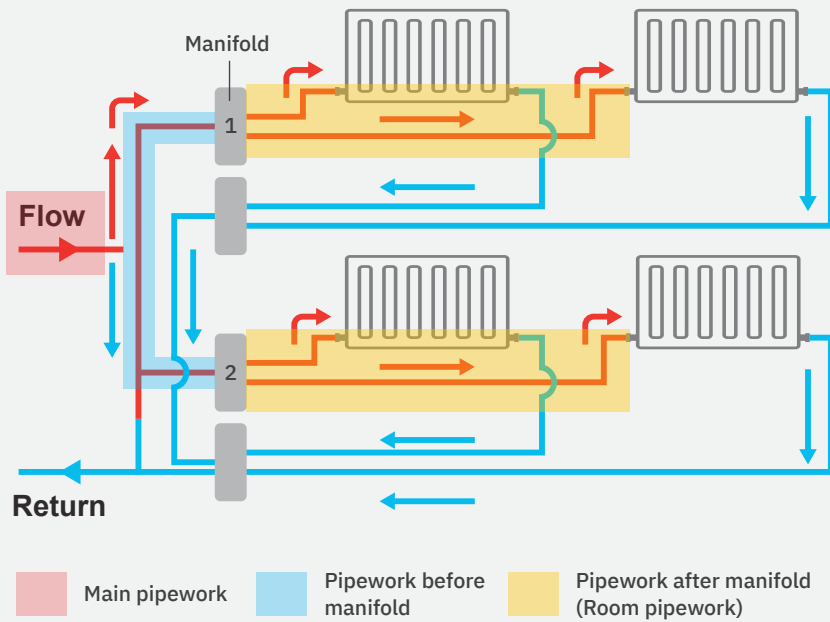 Manifold
1
Flow
2
Return
Main pipework
Pipework before
manifold
Pipework after manifold
(Room pipework)